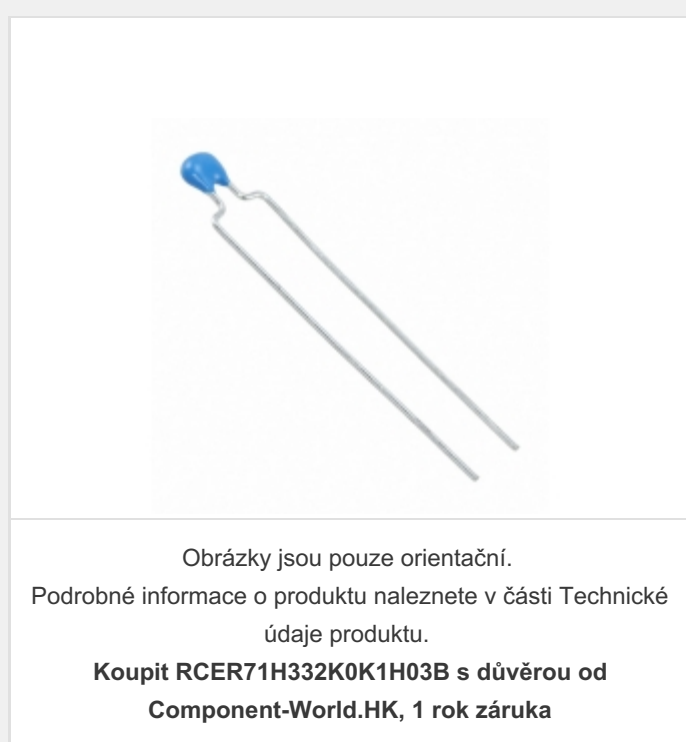 Obrázky jsou pouze orientační.
Podrobné informace o produktu naleznete v části Technické
údaje produktu.
Koupit RCER71H332K0K1H03B s důvěrou od
Component-World.HK, 1 rok záruka